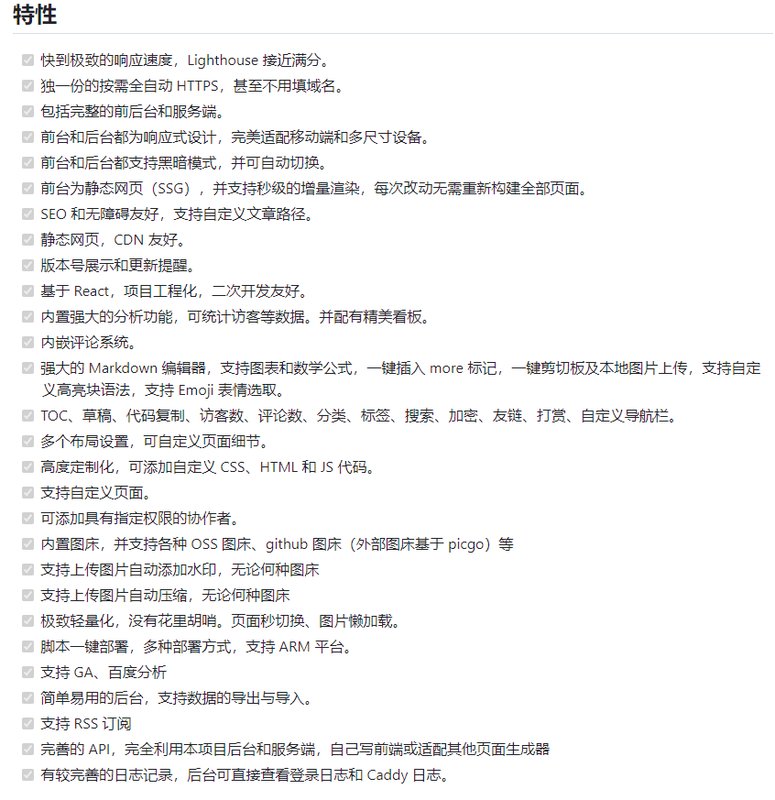 特性
快到极致的响应速度，Lighthouse 接近满分。
独一份的按需全自动 HTTPS，甚至不用填域名。
包括完整的前后台和服务端。
前台和后台都为响应式设计，完美适配移动端和多尺寸设备。
前台和后台都支持黑暗模式，并可自动切换。
前台为静态网页（SSG），并支持秒级的增量渲染，每次改动无需重新构建全部页面。
SEO 和无障碍友好，支持自定义文章路径。
静态网页，CDN 友好。
版本号展示和更新提醒。
基于 React，项目工程化，二次开发友好。
内置强大的分析功能，可统计访客等数据。并配有精美看板。
内嵌评论系统。
强大的 Markdown 编辑器，支持图表和数学公式，一键插入 more 标记，一键剪切板及本地图片上传，支持自定
义高亮块语法，支持 Emoji 表情选取。
TOC、草稿、代码复制、访客数、评论数、分类、标签、搜索、加密、友链、打赏、自定义导航栏。
多个布局设置，可自定义页面细节。
高度定制化，可添加自定义 CSS、HTML 和 JS 代码。
支持自定义页面。
可添加具有指定权限的协作者。
内置图床，并支持各种 OSS 图床、github 图床（外部图床基于 picgo）等
支持上传图片自动添加水印，无论何种图床
支持上传图片自动压缩，无论何种图床
极致轻量化，没有花里胡哨。页面秒切换、图片懒加载。
脚本一键部署，多种部署方式，支持 ARM 平台。
支持 GA、百度分析
简单易用的后台，支持数据的导出与导入。
支持 RSS 订阅
完善的 API，完全利用本项目后台和服务端，自己写前端或适配其他页面生成器
有较完善的日志记录，后台可直接查看登录日志和 Caddy 日志。